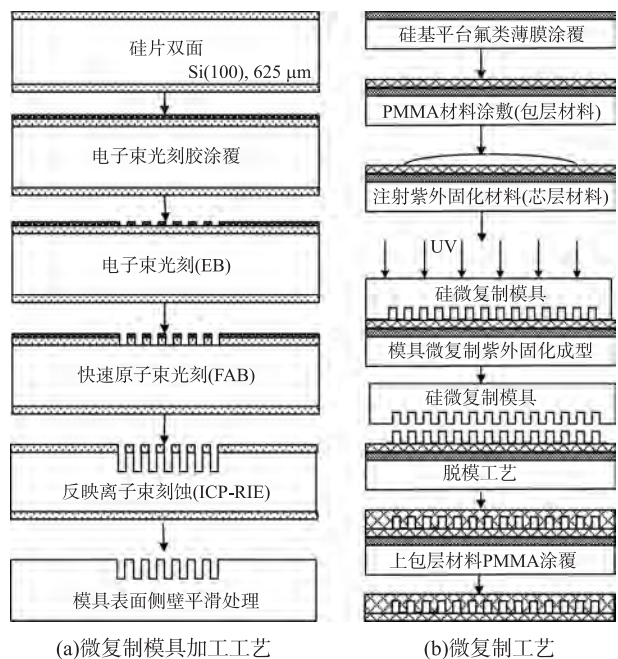 硅片双面
Si(100), 625 μm
电子束光刻胶涂覆
电子束光刻(EB)
快速原子束光刻(FAB)
反映离子束刻蚀(ICP-RIE)
模具表面侧壁平滑处理
(a)微复制模具加工工艺
硅基平台氟类薄膜涂覆
PMMA材料涂敷(包层材料)
注射紫外固化材料(芯层材料)
UV
硅微复制模具
模具微复制紫外固化成型
硅微复制模具
脱模工艺
上包层材料PMMA涂覆
(b)微复制工艺